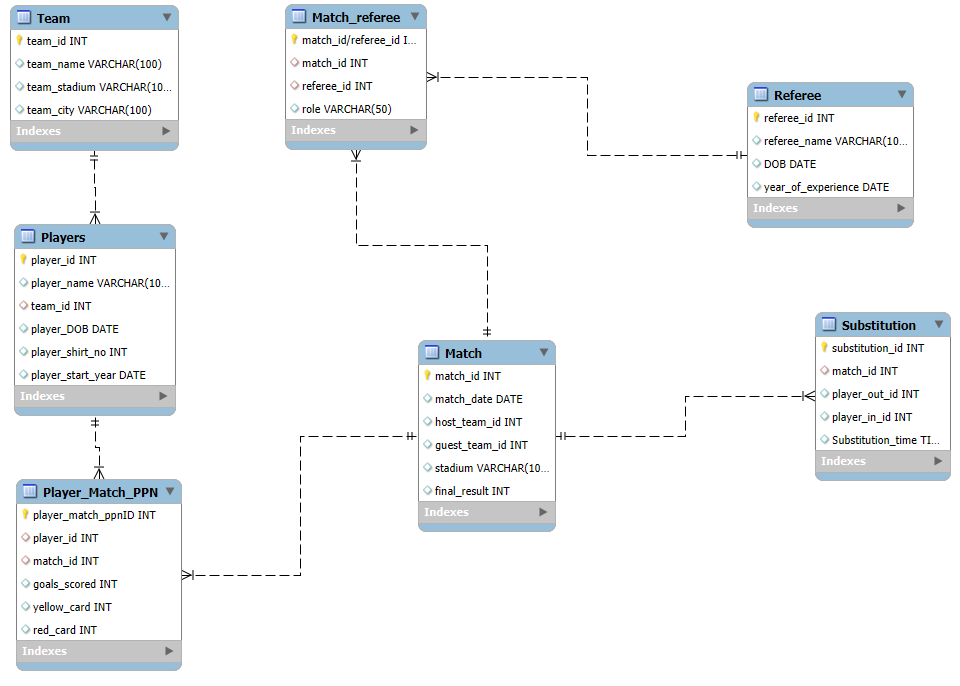 Team
team_id INT
team_name VARCHAR(100)
team_stadium VARCHAR(10...
team_city VARCHAR(100)
Indexes
Match_referee
match_id/referee_id I...
match_id INT
referee_id INT
role VARCHAR(50)
Indexes
Referee
referee_id INT
referee_name VARCHAR(10...
DOB DATE
year_of_experience DATE
Indexes
Players
player_id INT
player_name VARCHAR(10...
team_id INT
player_DOB DATE
player_shirt_no INT
player_start_year DATE
Indexes
Match
match_id INT
match_date DATE
host_team_id INT
guest_team_id INT
stadium VARCHAR(10...
final_result INT
Indexes
Substitution
substitution_id INT
match_id INT
player_out_id INT
player_in_id INT
Substitution_time TI...
Indexes
Player_Match_PPN
player_match_ppnID INT
player_id INT
match_id INT
goals_scored INT
yellow_card INT
red_card INT
Indexes